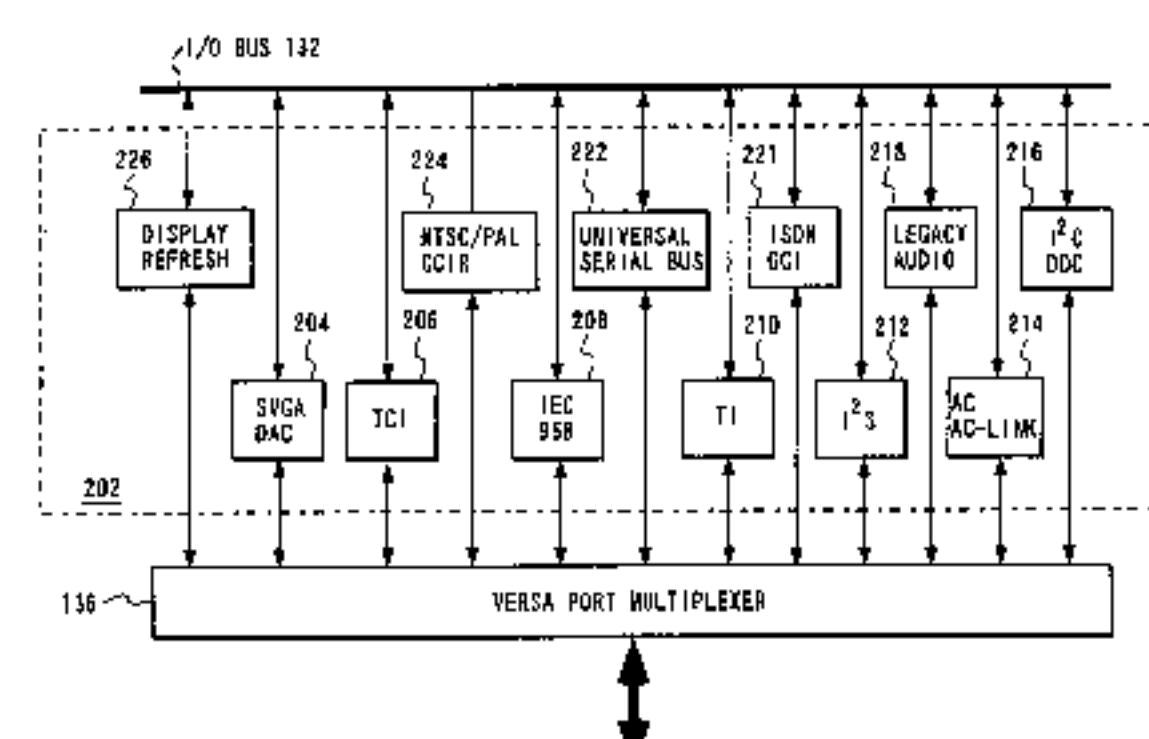 I/O BUS 132
226
224
222
221
218
216
DISPLAY
REFRESH
NTSC/PAL
CCIR
UNIVERSAL
SERIAL BUS
ISDN
GCI
LEGACY
AUDIO
I²C
DDC
204
206
208
210
212
214
SVGA
DAC
TCI
IEC
958
T1
I²S
AC
AC-LINK
202
136
VERSA PORT MULTIPLEXER